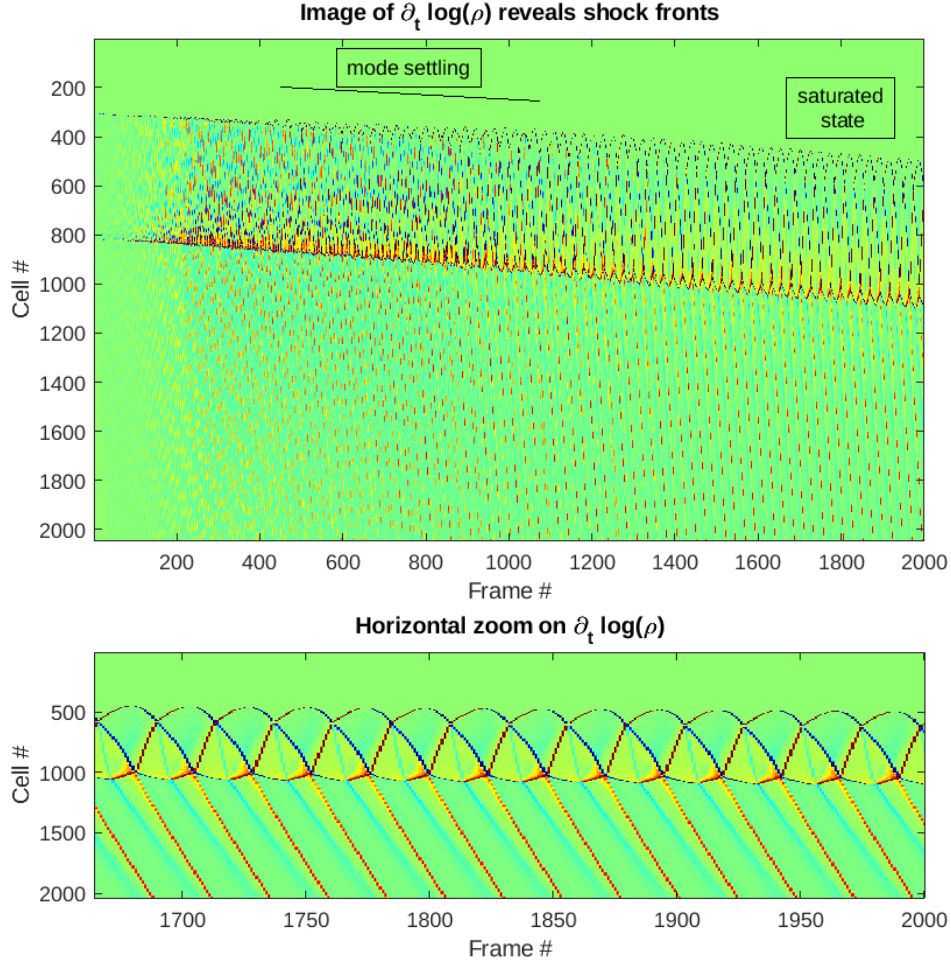 Image of ∂t log(ρ) reveals shock fronts
mode settling
saturated
state
Cell #
200
400
600
800
1000
1200
1400
1600
1800
2000
200 400 600 800 1000 1200 1400 1600 1800 2000
Frame #
Horizontal zoom on ∂t log(ρ)
Cell #
500
1000
1500
2000
1700 1750 1800 1850 1900 1950 2000
Frame #